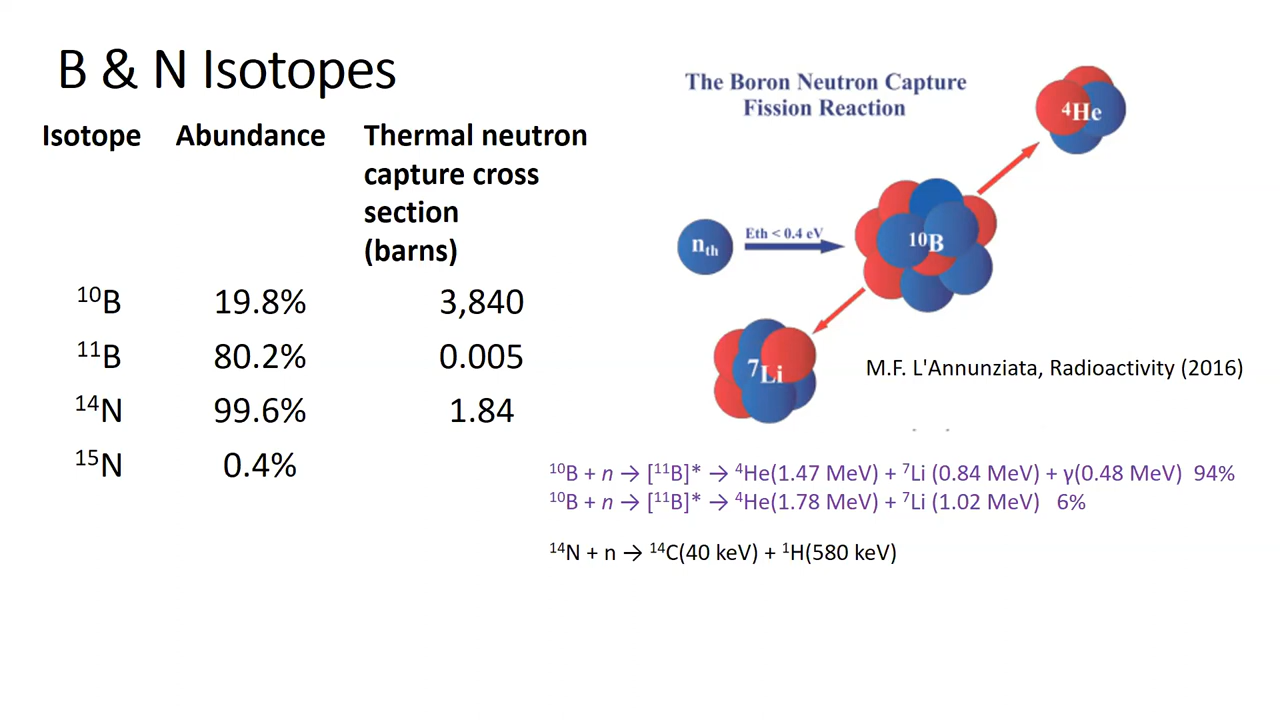 B & N Isotopes
Isotope Abundance Thermal neutron
capture cross
section
(barns)
¹⁰B 19.8% 3,840
¹¹B 80.2% 0.005
¹⁴N 99.6% 1.84
¹⁵N 0.4%
The Boron Neutron Capture
Fission Reaction
⁴He
nth
Eth < 0.4 eV
¹⁰B
⁷Li
M.F. L'Annunziata, Radioactivity (2016)
¹⁰B + n → [¹¹B]* → ⁴He(1.47 MeV) + ⁷Li (0.84 MeV) + γ(0.48 MeV) 94%
¹⁰B + n → [¹¹B]* → ⁴He(1.78 MeV) + ⁷Li (1.02 MeV) 6%
¹⁴N + n → ¹⁴C(40 keV) + ¹H(580 keV)